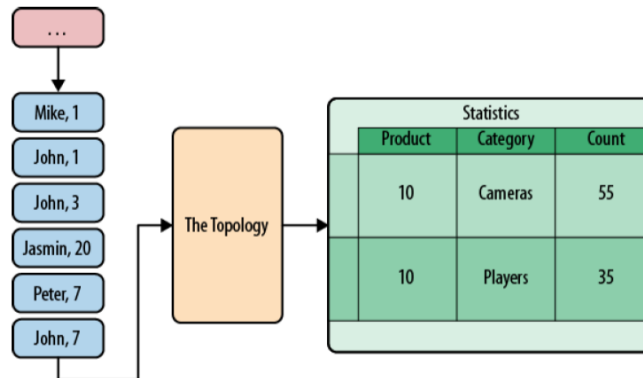 ...
Mike, 1
John, 1
John, 3
Jasmin, 20
Peter, 7
John, 7
The Topology
Statistics
Product Category Count
10 Cameras 55
10 Players 35